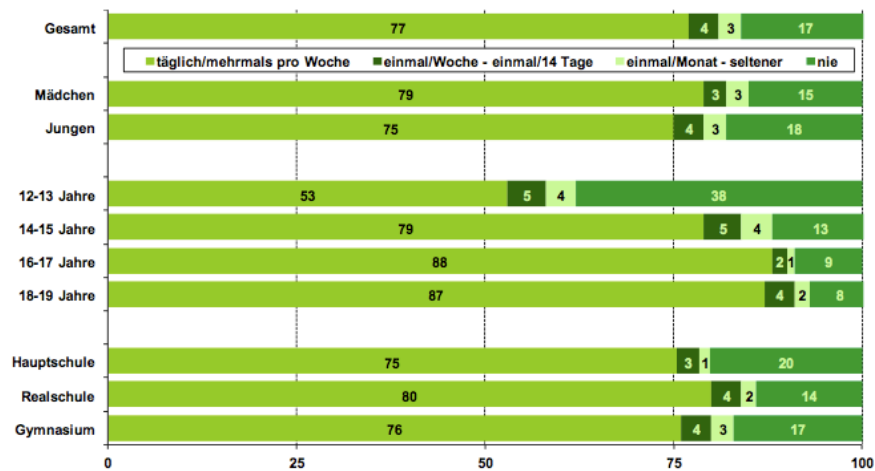 Gesamt 77 4 3 17
täglich/mehrmals pro Woche einmal/Woche - einmal/14 Tage einmal/Monat - seltener nie
Mädchen 79 3 3 15
Jungen 75 4 3 18
12-13 Jahre 53 5 4 38
14-15 Jahre 79 5 4 13
16-17 Jahre 88 2 1 9
18-19 Jahre 87 4 2 8
Hauptschule 75 3 1 20
Realschule 80 4 2 14
Gymnasium 76 4 3 17
0 25 50 75 100